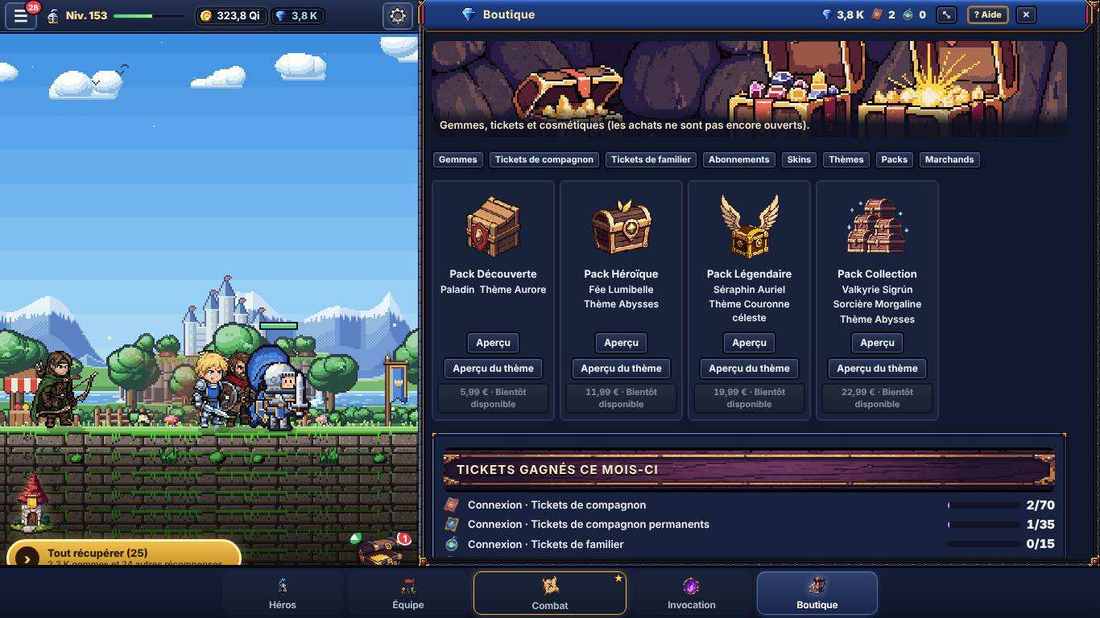 28
Niv. 153
323,8 Qi
3,8 K
Boutique
3,8 K
2
0
? Aide
Gemmes, tickets et cosmétiques (les achats ne sont pas encore ouverts).
Gemmes
Tickets de compagnon
Tickets de familier
Abonnements
Skins
Thèmes
Packs
Marchands
Pack Découverte
Paladin Thème Aurore
Aperçu
Aperçu du thème
5,99 € · Bientôt
disponible
Pack Héroïque
Fée Lumibelle
Thème Abysses
Aperçu
Aperçu du thème
11,99 € · Bientôt
disponible
Pack Légendaire
Séraphin Auriel
Thème Couronne
céleste
Aperçu
Aperçu du thème
19,99 € · Bientôt
disponible
Pack Collection
Valkyrie Sigrún
Sorcière Morgaline
Thème Abysses
Aperçu
Aperçu du thème
22,99 € · Bientôt
disponible
TICKETS GAGNÉS CE MOIS-CI
Connexion · Tickets de compagnon
2/70
Connexion · Tickets de compagnon permanents
1/35
Connexion · Tickets de familier
0/15
Tout récupérer (25)
1
Héros
Équipe
Combat
Invocation
Boutique